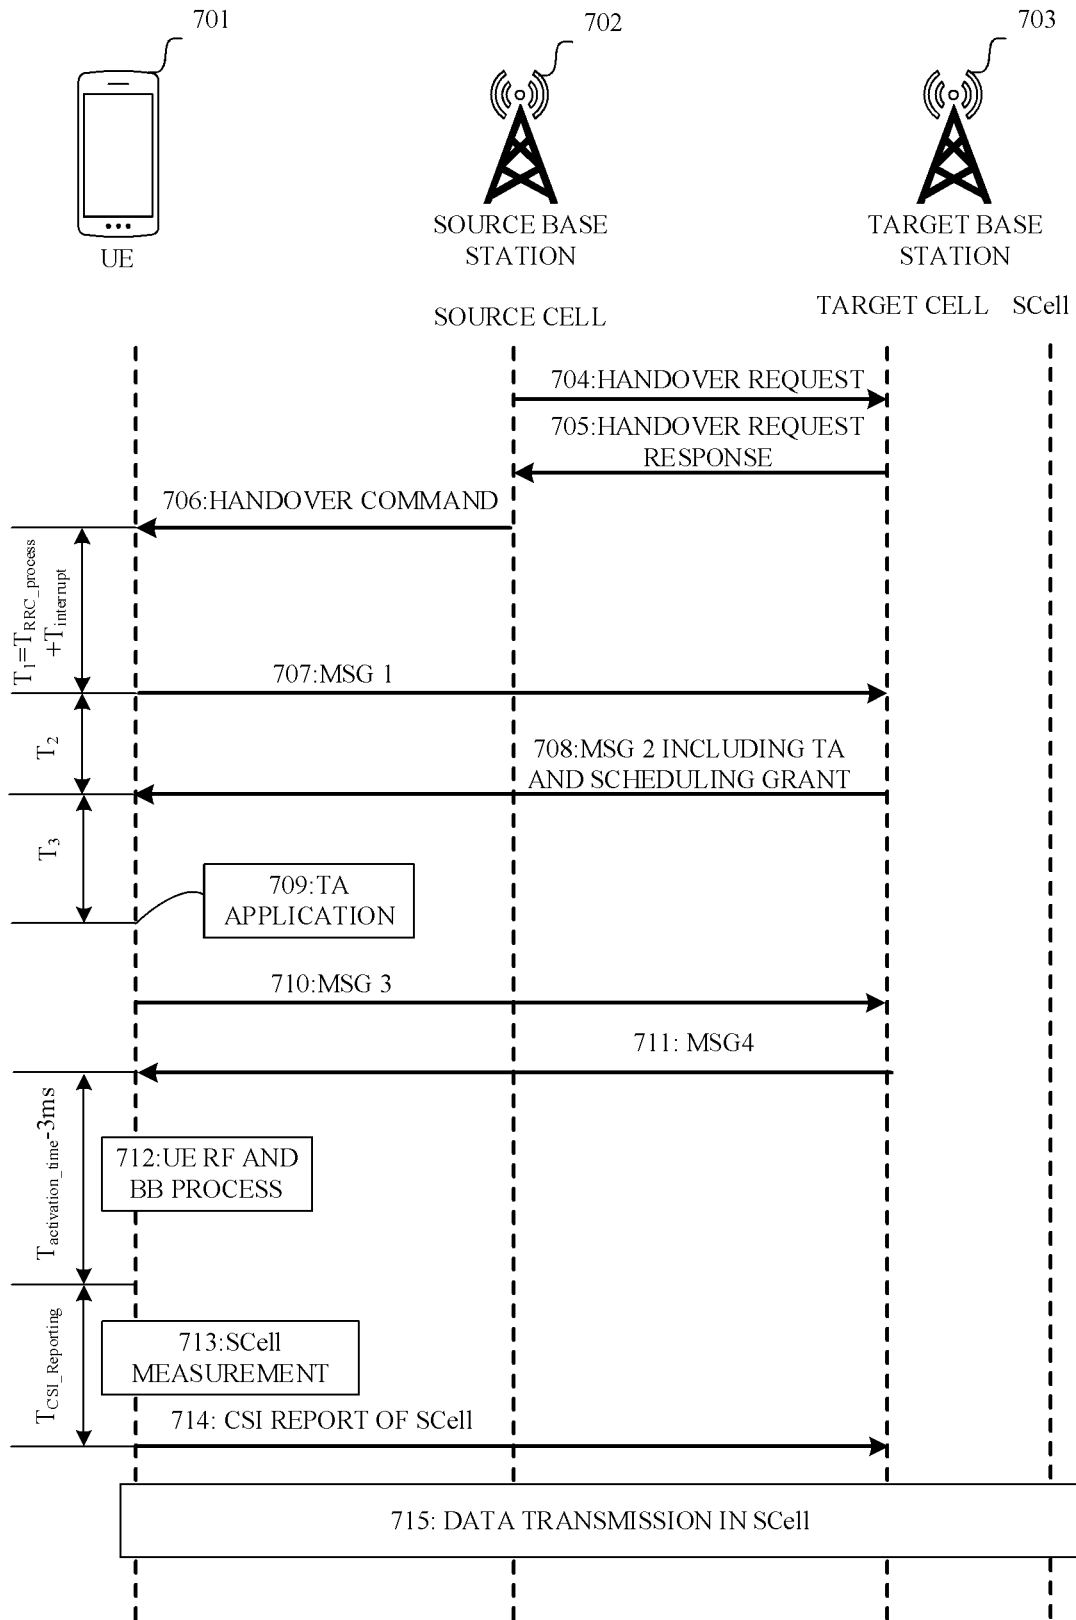 701
702
703
UE
SOURCE BASE
STATION
TARGET BASE
STATION
SOURCE CELL
TARGET CELL
SCell
704:HANDOVER REQUEST
705:HANDOVER REQUEST
RESPONSE
706:HANDOVER COMMAND
T1=TRRC_process
+Tinterrupt
707:MSG 1
T2
708:MSG 2 INCLUDING TA
AND SCHEDULING GRANT
T3
709:TA
APPLICATION
710:MSG 3
711: MSG4
Tactivation_time-3ms
712:UE RF AND
BB PROCESS
TCSI_Reporting
713:SCell
MEASUREMENT
714: CSI REPORT OF SCell
715: DATA TRANSMISSION IN SCell